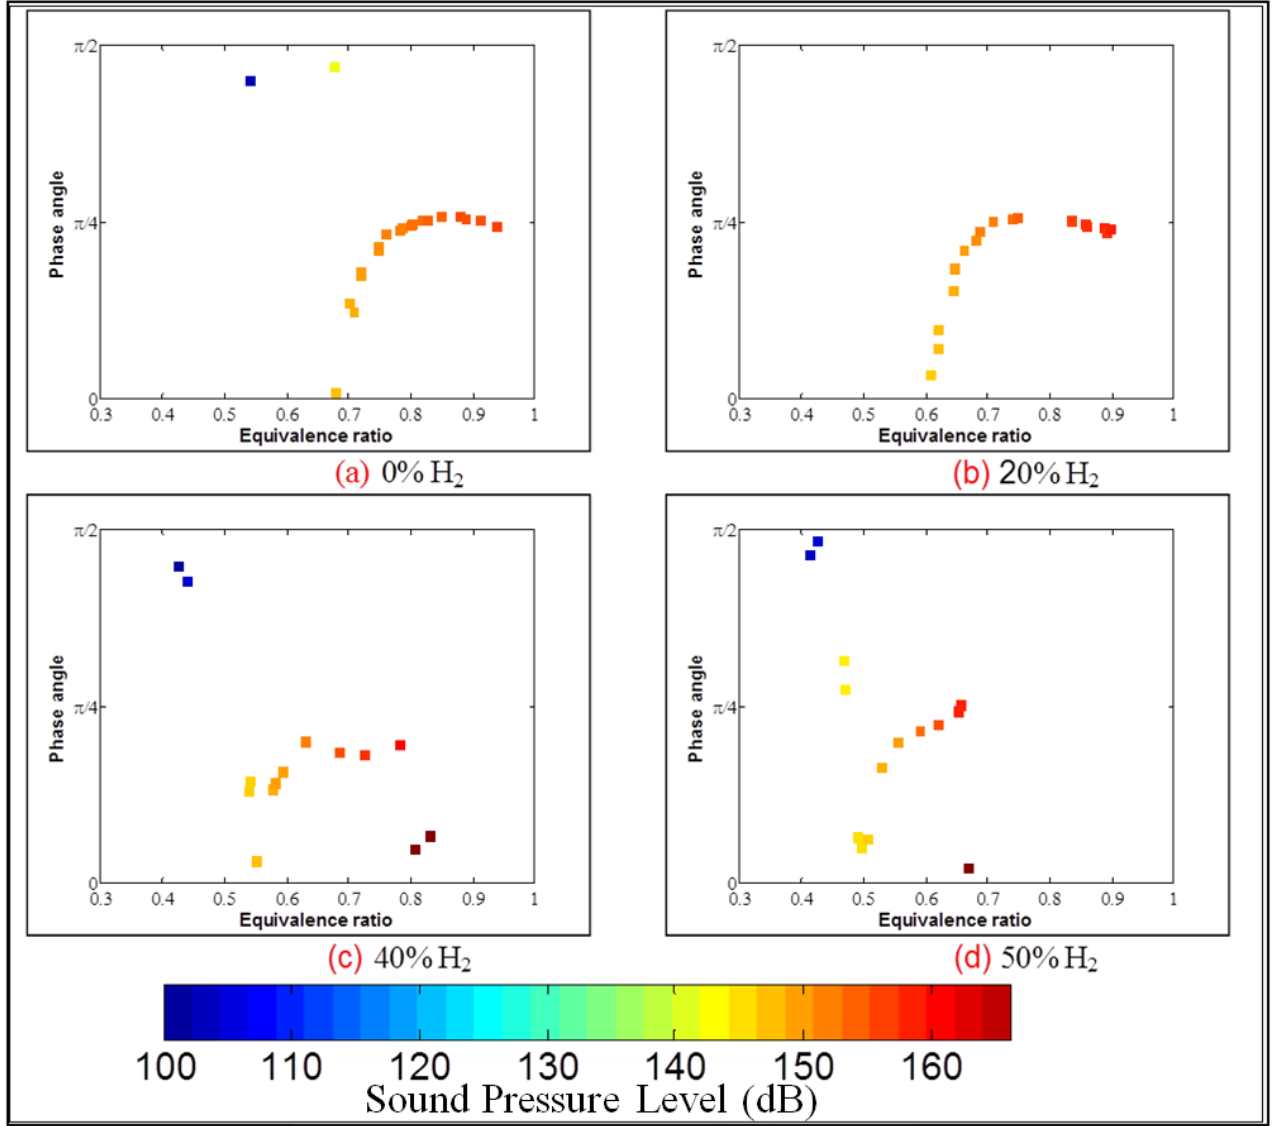 π/2
π/4
0
Phase angle
0.3 0.4 0.5 0.6 0.7 0.8 0.9 1
Equivalence ratio
(a) 0% H₂
π/2
π/4
0
Phase angle
0.3 0.4 0.5 0.6 0.7 0.8 0.9 1
Equivalence ratio
(b) 20% H₂
π/2
π/4
0
Phase angle
0.3 0.4 0.5 0.6 0.7 0.8 0.9 1
Equivalence ratio
(c) 40% H₂
π/2
π/4
0
Phase angle
0.3 0.4 0.5 0.6 0.7 0.8 0.9 1
Equivalence ratio
(d) 50% H₂
100 110 120 130 140 150 160
Sound Pressure Level (dB)